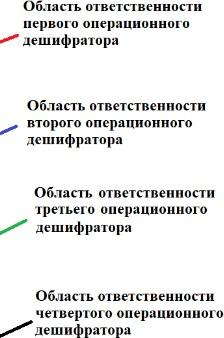 Область ответственности
первого операционного
дешифратора
Область ответственности
второго операционного
дешифратора
Область ответственности
третьего операционного
дешифратора
Область ответственности
четвертого операционного
дешифратора